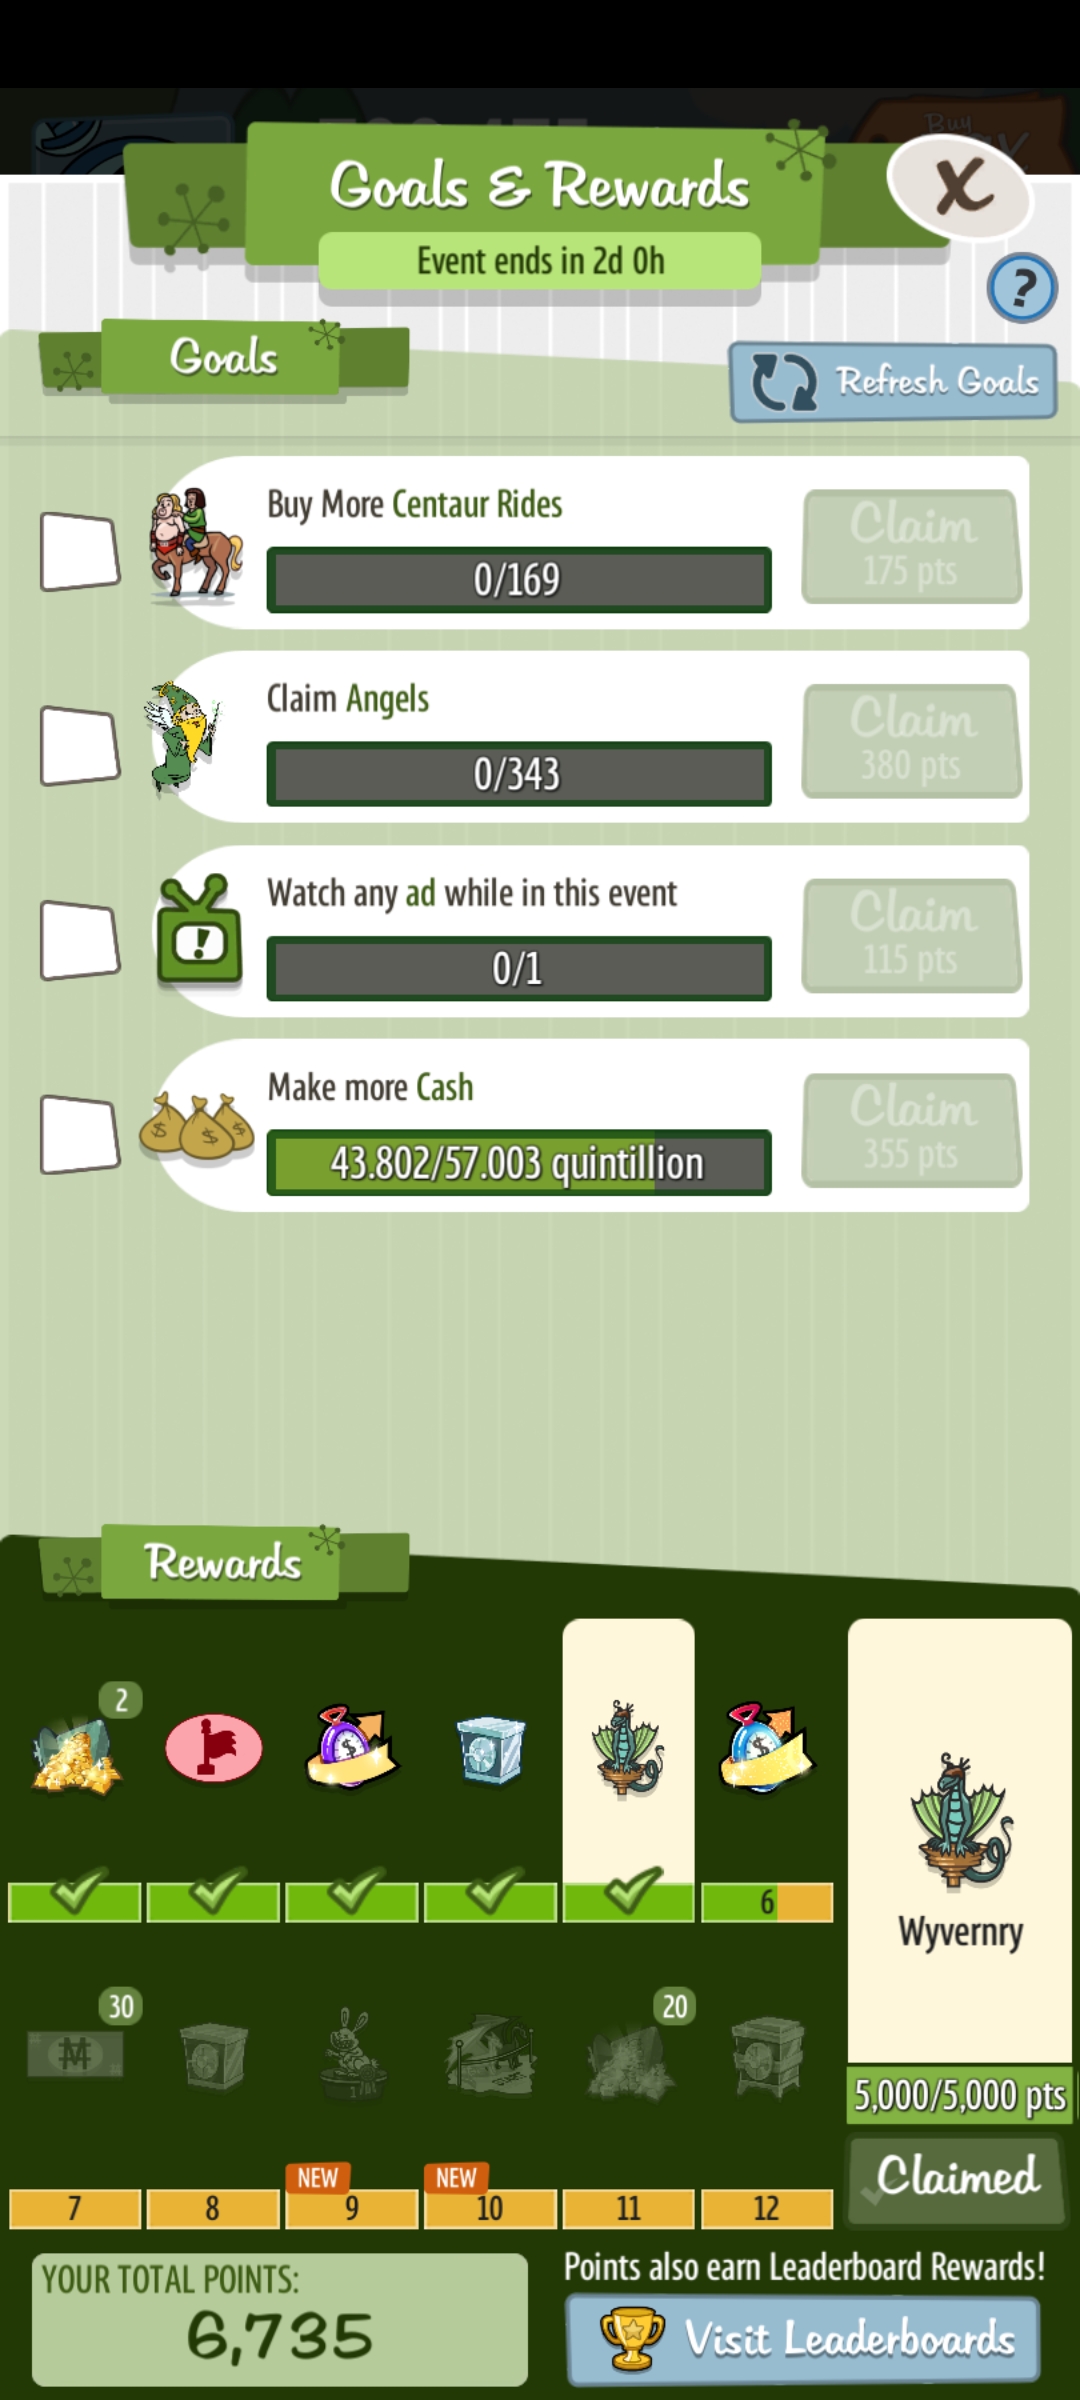 Buy
Goals & Rewards
X
Event ends in 2d 0h
?
Goals
Refresh Goals
Buy More Centaur Rides
0/169
Claim
175 pts
Claim Angels
0/343
Claim
380 pts
Watch any ad while in this event
!
0/1
Claim
115 pts
Make more Cash
$ $ $
43.802/57.003 quintillion
Claim
355 pts
Rewards
2
$
$
6
Wyvernry
30
20
5,000/5,000 pts
NEW
NEW
Claimed
7
8
9
10
11
12
YOUR TOTAL POINTS:
6,735
Points also earn Leaderboard Rewards!
Visit Leaderboards